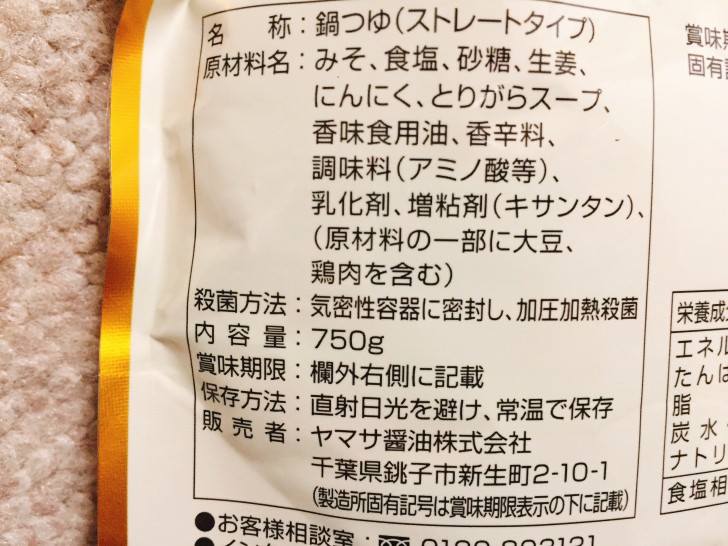 名 称：鍋つゆ（ストレートタイプ）
原材料名：みそ、食塩、砂糖、生姜、
にんにく、とりがらスープ、
香味食用油、香辛料、
調味料（アミノ酸等）、
乳化剤、増粘剤（キサンタン）、
（原材料の一部に大豆、
鶏肉を含む）
殺菌方法：気密性容器に密封し、加圧加熱殺菌
内容量：750g
賞味期限：欄外右側に記載
保存方法：直射日光を避け、常温で保存
販売者：ヤマサ醤油株式会社
千葉県銚子市新生町2-10-1
（製造所固有記号は賞味期限表示の下に記載）
●お客様相談室：
賞味
固有
栄養成
エネル
たんは
脂
炭水
ナトリ
食塩相